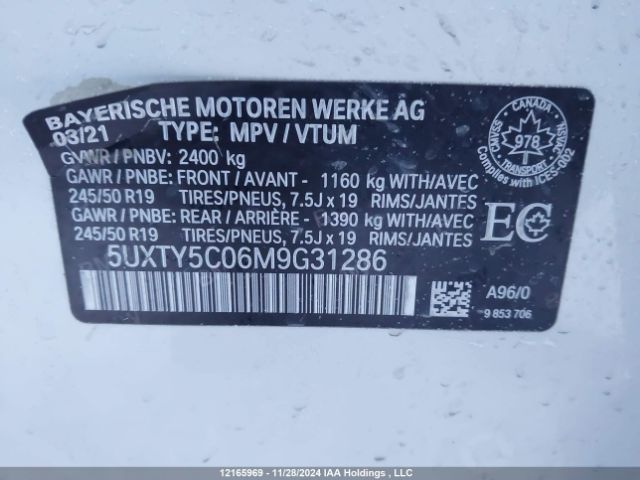 BAYERISCHE MOTOREN WERKE AG
03/21 TYPE: MPV / VTUM
GVWR / PNBV: 2400 kg
GAWR / PNBE: FRONT / AVANT - 1160 kg WITH/AVEC
245/50 R19 TIRES/PNEUS, 7.5J x 19 RIMS/JANTES
GAWR / PNBE: REAR / ARRIÈRE - 1390 kg WITH/AVEC
245/50 R19 TIRES/PNEUS, 7.5J x 19 RIMS/JANTES
5UXTY5C06M9G31286
CANADA
978
TRANSPORT
SVAC/NSVAC
Compliés with ICES-002
EC
A96/0
9 853 706
12165969 - 11/28/2024 IAA Holdings , LLC